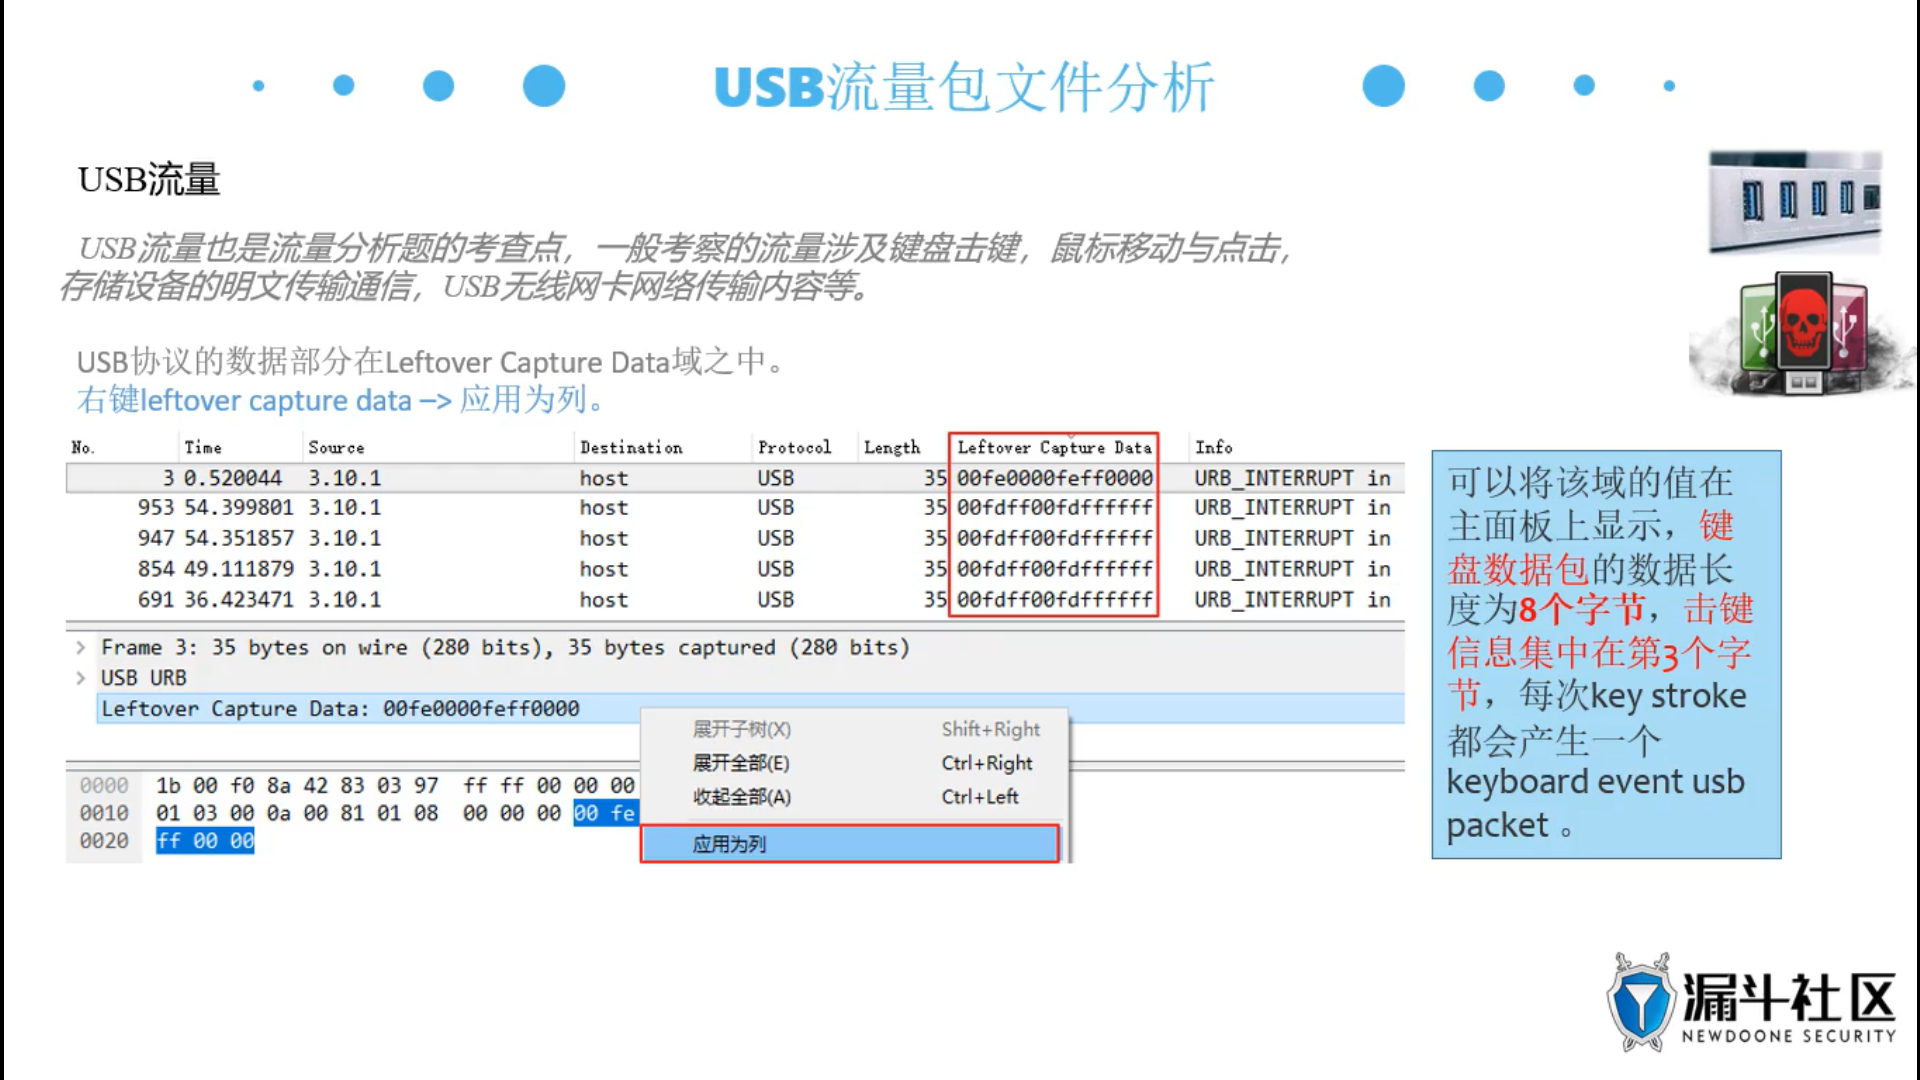 USB流量包文件分析
USB流量
USB流量也是流量分析题的考查点，一般考察的流量涉及键盘击键，鼠标移动与点击，
存储设备的明文传输通信，USB无线网卡网络传输内容等。
USB协议的数据部分在Leftover Capture Data域之中。
右键leftover capture data –> 应用为列。
No. Time Source Destination Protocol Length Leftover Capture Data Info
3 0.520044 3.10.1 host USB 35 00fe0000feff0000 URB_INTERRUPT in
953 54.399801 3.10.1 host USB 35 00fdff00fdffffff URB_INTERRUPT in
947 54.351857 3.10.1 host USB 35 00fdff00fdffffff URB_INTERRUPT in
854 49.111879 3.10.1 host USB 35 00fdff00fdffffff URB_INTERRUPT in
691 36.423471 3.10.1 host USB 35 00fdff00fdffffff URB_INTERRUPT in
Frame 3: 35 bytes on wire (280 bits), 35 bytes captured (280 bits)
USB URB
Leftover Capture Data: 00fe0000feff0000
展开子树(X) Shift+Right
展开全部(E) Ctrl+Right
收起全部(A) Ctrl+Left
应用为列
0000 1b 00 f0 8a 42 83 03 97 ff ff 00 00 00
0010 01 03 00 0a 00 81 01 08 00 00 00 00 fe
0020 ff 00 00
可以将该域的值在
主面板上显示，键
盘数据包的数据长
度为8个字节，击键
信息集中在第3个字
节，每次key stroke
都会产生一个
keyboard event usb
packet 。
漏斗社区
NEWDOONE SECURITY